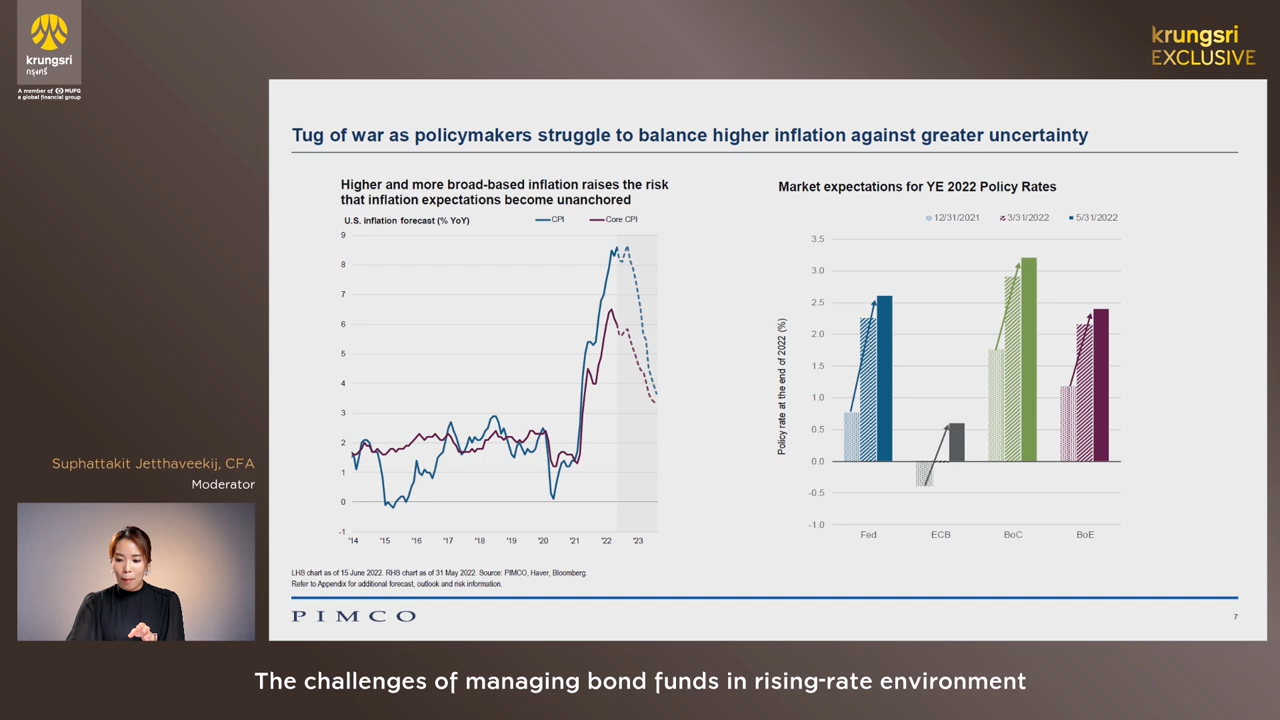 krungsri
กรุงศรี
A member of MUFG
a global financial group
krungsri
EXCLUSIVE
Tug of war as policymakers struggle to balance higher inflation against greater uncertainty
Higher and more broad-based inflation raises the risk
that inflation expectations become unanchored
U.S. inflation forecast (% YoY)
CPI
Core CPI
9
8
7
6
5
4
3
2
1
0
-1
'14
'15
'16
'17
'18
'19
'20
'21
'22
'23
Market expectations for YE 2022 Policy Rates
12/31/2021
3/31/2022
5/31/2022
Policy rate at the end of 2022 (%)
3.5
3.0
2.5
2.0
1.5
1.0
0.5
0.0
-0.5
-1.0
Fed
ECB
BoC
BoE
LHS chart as of 15 June 2022. RHS chart as of 31 May 2022. Source: PIMCO, Haver, Bloomberg.
Refer to Appendix for additional forecast, outlook and risk information.
PIMCO
7
Suphattakit Jetthaveekij, CFA
Moderator
The challenges of managing bond funds in rising-rate environment